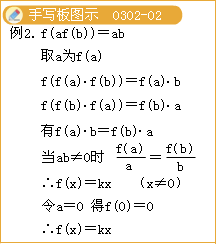 手写板图示 0302-02
例2. f(af(b))=ab
取a为f(a)
f(f(a)·f(b))=f(a)·b
f(f(b)·f(a))=f(b)·a
有f(a)·b=f(b)·a
当ab≠0时 f(a)/a=f(b)/b
∴f(x)=kx (x≠0)
令a=0 得f(0)=0
∴f(x)=kx